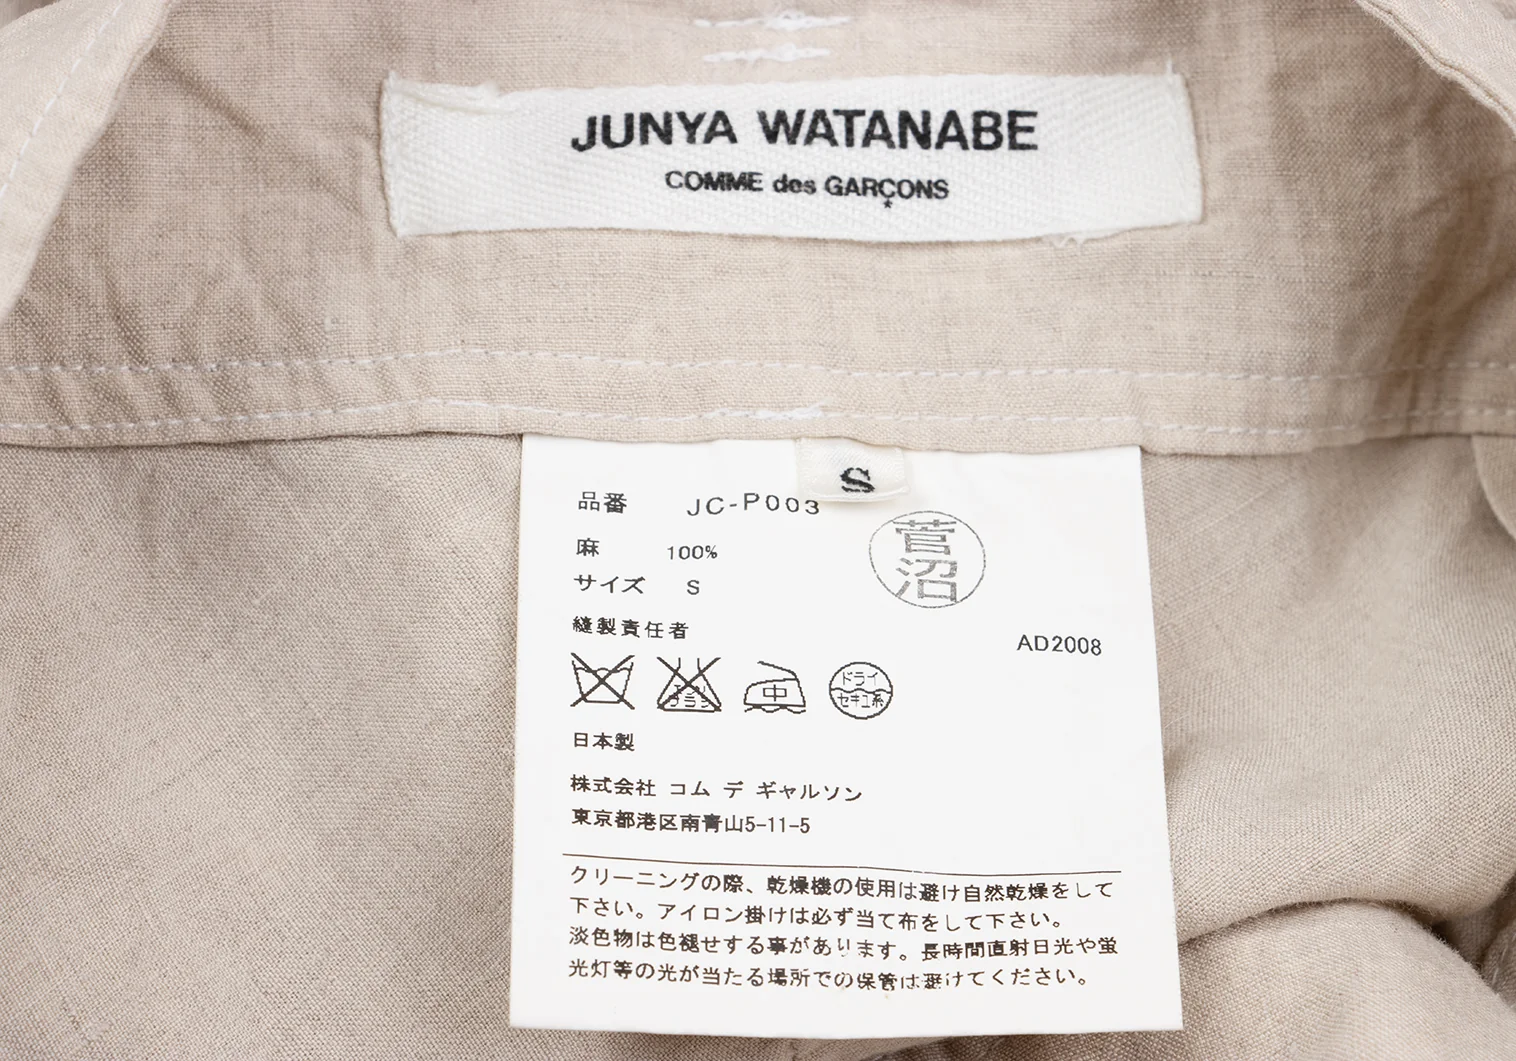 JUNYA WATANABE
COMME des GARÇONS
S
品番 JC-P003
麻 100%
サイズ S
菅沼
縫製責任者
AD2008
エンソ
ブラシ
中
ドライ
セキユ系
日本製
株式会社 コム デ ギャルソン
東京都港区南青山5-11-5
クリーニングの際、乾燥機の使用は避け自然乾燥をして
下さい。アイロン掛けは必ず当て布をして下さい。
淡色物は色褪せする事があります。長時間直射日光や蛍
光灯等の光が当たる場所での保管は避けてください。